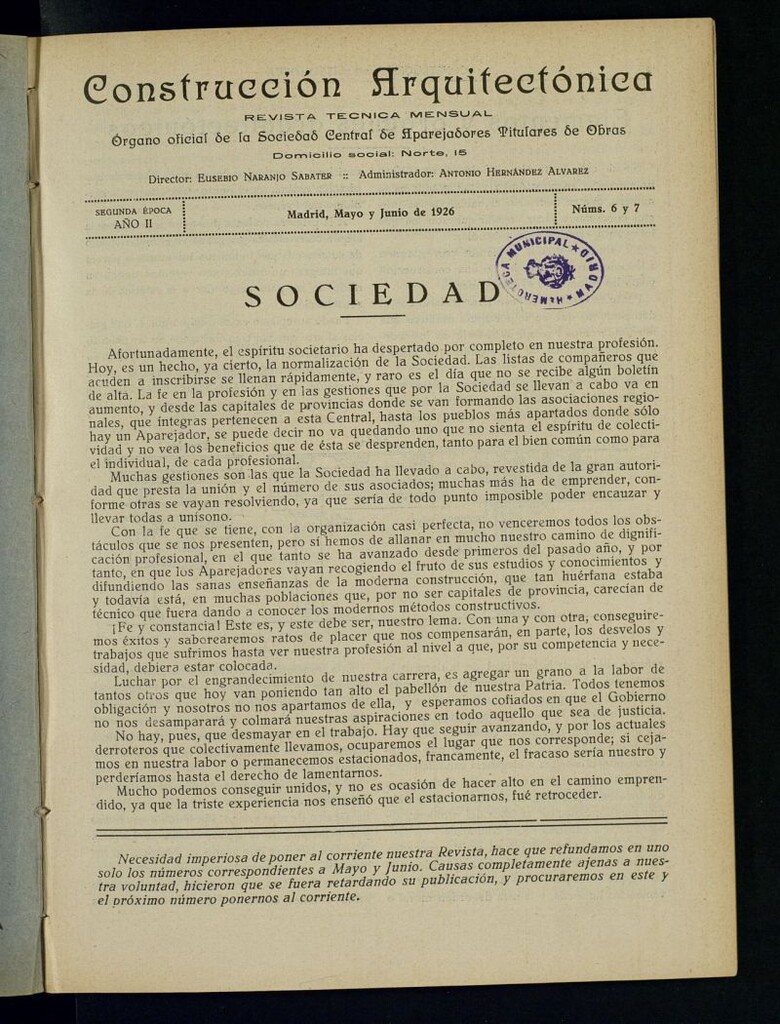 Construcción Arquitectónica
REVISTA TECNICA MENSUAL
Órgano oficial de la Sociedad Central de Aparejadores Titulares de Obras
Domicilio social: Norte, 15
Director: EUSEBIO NARANJO SABATER :: Administrador: ANTONIO HERNÁNDEZ ALVAREZ
SEGUNDA ÉPOCA
AÑO II
Madrid, Mayo y Junio de 1926
Núms. 6 y 7
HEMEROTECA MUNICIPAL ★ MADRID ★
SOCIEDAD
Afortunadamente, el espíritu societario ha despertado por completo en nuestra profesión.
Hoy, es un hecho, ya cierto, la normalización de la Sociedad. Las listas de compañeros que
acuden a inscribirse se llenan rápidamente, y raro es el día que no se recibe algún boletín
de alta. La fe en la profesión y en las gestiones que por la Sociedad se llevan a cabo va en
aumento, y desde las capitales de provincias donde se van formando las asociaciones regio-
nales, que íntegras pertenecen a esta Central, hasta los pueblos más apartados donde sólo
hay un Aparejador, se puede decir no va quedando uno que no sienta el espíritu de colecti-
vidad y no vea los beneficios que de ésta se desprenden, tanto para el bien común como para
el individual, de cada profesional.
Muchas gestiones son las que la Sociedad ha llevado a cabo, revestida de la gran autori-
dad que presta la unión y el número de sus asociados; muchas más ha de emprender, con-
forme otras se vayan resolviendo, ya que sería de todo punto imposible poder encauzar y
llevar todas a unísono.
Con la fe que se tiene, con la organización casi perfecta, no venceremos todos los obs-
táculos que se nos presenten, pero sí hemos de allanar en mucho nuestro camino de dignifi-
cación profesional, en el que tanto se ha avanzado desde primeros del pasado año, y por
tanto, en que los Aparejadores vayan recogiendo el fruto de sus estudios y conocimientos y
difundiendo las sanas enseñanzas de la moderna construcción, que tan huérfana estaba
y todavía está, en muchas poblaciones que, por no ser capitales de provincia, carecían de
técnico que fuera dando a conocer los modernos métodos constructivos.
¡Fe y constancia! Este es, y este debe ser, nuestro lema. Con una y con otra, conseguire-
mos éxitos y saborearemos ratos de placer que nos compensarán, en parte, los desvelos y
trabajos que sufrimos hasta ver nuestra profesión al nivel a que, por su competencia y nece-
sidad, debiera estar colocada.
Luchar por el engrandecimiento de nuestra carrera, es agregar un grano a la labor de
tantos otros que hoy van poniendo tan alto el pabellón de nuestra Patria. Todos tenemos
obligación y nosotros no nos apartamos de ella, y esperamos cofiados en que el Gobierno
no nos desamparará y colmará nuestras aspiraciones en todo aquello que sea de justicia.
No hay, pues, que desmayar en el trabajo. Hay que seguir avanzando, y por los actuales
derroteros que colectivamente llevamos, ocuparemos el lugar que nos corresponde; si ceja-
mos en nuestra labor o permanecemos estacionados, francamente, el fracaso sería nuestro y
perderíamos hasta el derecho de lamentarnos.
Mucho podemos conseguir unidos, y no es ocasión de hacer alto en el camino empren-
dido, ya que la triste experiencia nos enseñó que el estacionarnos, fué retroceder.
Necesidad imperiosa de poner al corriente nuestra Revista, hace que refundamos en uno
solo los números correspondientes a Mayo y Junio. Causas completamente ajenas a nues-
tra voluntad, hicieron que se fuera retardando su publicación, y procuraremos en este y
el próximo número ponernos al corriente.